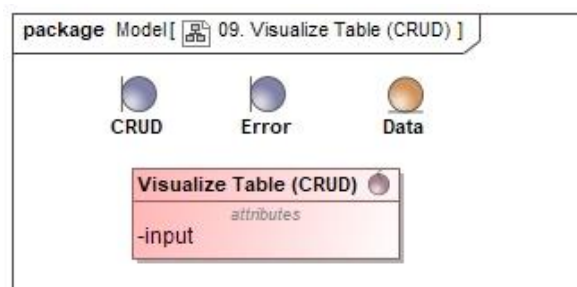 package Model[ 09. Visualize Table (CRUD) ]
CRUD Error Data
Visualize Table (CRUD)
attributes
-input